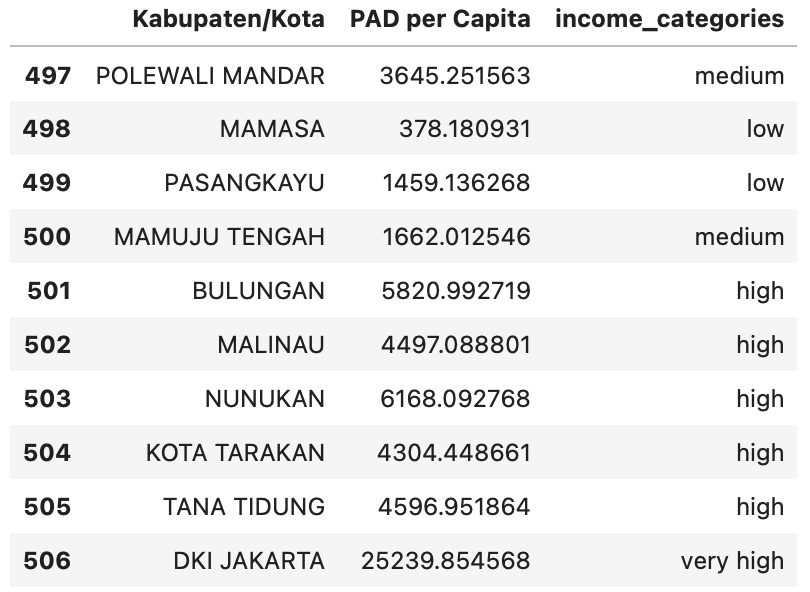 Kabupaten/Kota PAD per Capita income_categories
497 POLEWALI MANDAR 3645.251563 medium
498 MAMASA 378.180931 low
499 PASANGKAYU 1459.136268 low
500 MAMUJU TENGAH 1662.012546 medium
501 BULUNGAN 5820.992719 high
502 MALINAU 4497.088801 high
503 NUNUKAN 6168.092768 high
504 KOTA TARAKAN 4304.448661 high
505 TANA TIDUNG 4596.951864 high
506 DKI JAKARTA 25239.854568 very high